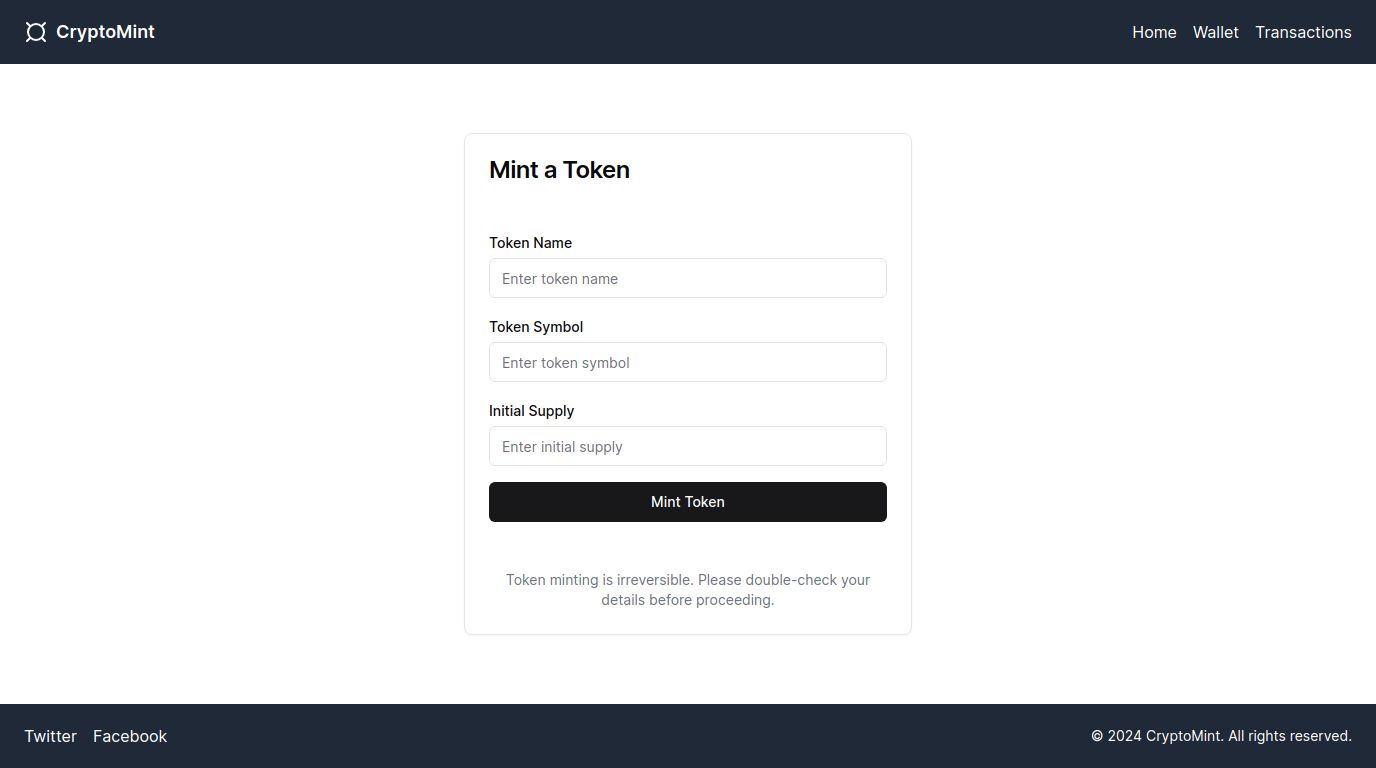 CryptoMint
Home Wallet Transactions
Mint a Token
Token Name
Enter token name
Token Symbol
Enter token symbol
Initial Supply
Enter initial supply
Mint Token
Token minting is irreversible. Please double-check your
details before proceeding.
Twitter Facebook
© 2024 CryptoMint. All rights reserved.